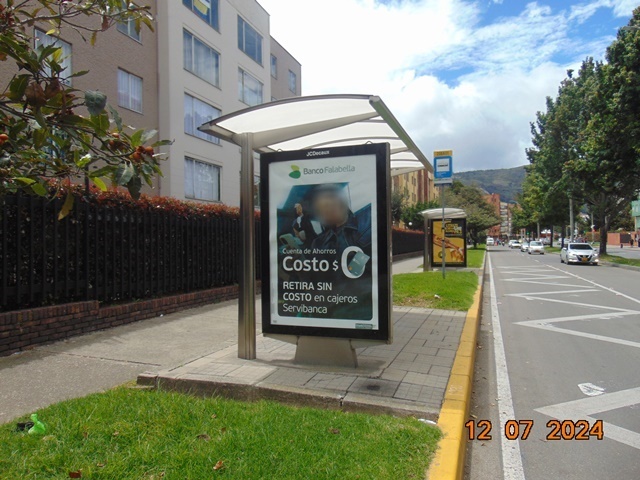 JCDecaux
Banco Falabella
Cuenta de Ahorros
Costo $0
RETIRA SIN
COSTO en cajeros
Servibanca
12 07 2024